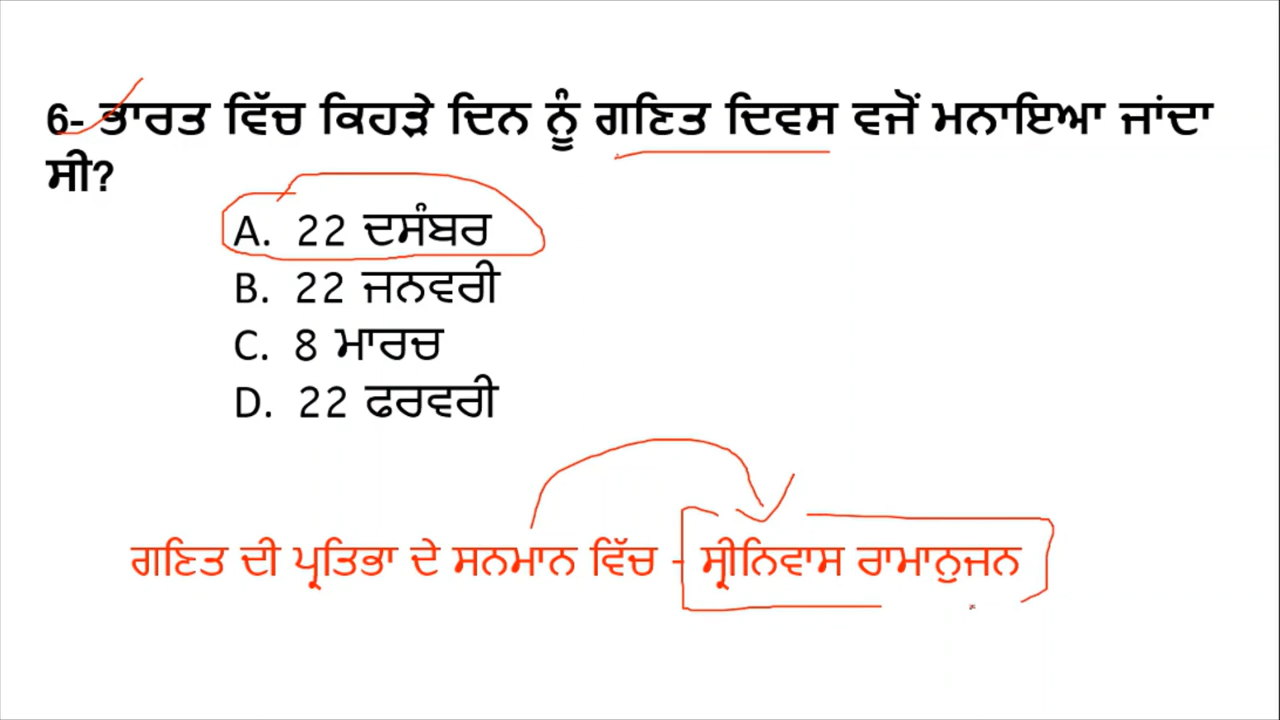 6- ਭਾਰਤ ਵਿੱਚ ਕਿਹੜੇ ਦਿਨ ਨੂੰ ਗਣਿਤ ਦਿਵਸ ਵਜੋਂ ਮਨਾਇਆ ਜਾਂਦਾ
ਸੀ?
A. 22 ਦਸੰਬਰ
B. 22 ਜਨਵਰੀ
C. 8 ਮਾਰਚ
D. 22 ਫਰਵਰੀ
ਗਣਿਤ ਦੀ ਪ੍ਰਤਿਭਾ ਦੇ ਸਨਮਾਨ ਵਿੱਚ - ਸ੍ਰੀਨਿਵਾਸ ਰਾਮਾਨੁਜਨ